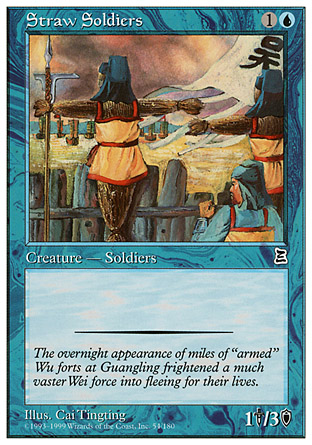 Straw Soldiers 1
吴
Creature — Soldiers
The overnight appearance of miles of “armed”
Wu forts at Guangling frightened a much
vaster Wei force into fleeing for their lives.
Illus. Cai Tingting
©1993-1999 Wizards of the Coast, Inc. 54/180
1/3